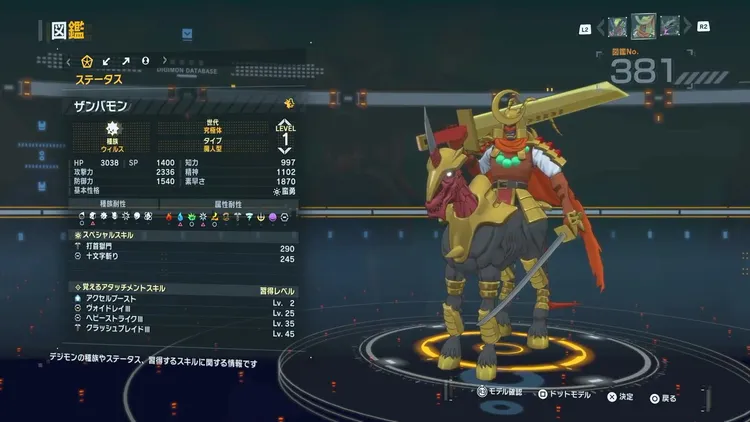 図鑑
L2
R2
図鑑No.
381
DIGIMON DATABASE
ステータス
ザンバモン
種族
ウイルス
世代
究極体
タイプ
獣人型
LEVEL
1
HP 3038 SP 1400 知力 997
攻撃力 2336 精神 1102
防御力 1540 素早さ 1870
基本性格 蛮勇
種族耐性 属性耐性
スペシャルスキル
打首獄門 290
十文字斬り 245
覚えるアタッチメントスキル 習得レベル
アクセルブースト Lv. 2
ヴォイドレイⅢ Lv. 25
ヘビーストライクⅢ Lv. 35
クラッシュブレイドⅢ Lv. 45
デジモンの種族やステータス、習得するスキルに関する情報です
R3 モデル確認 ドットモデル 決定 戻る